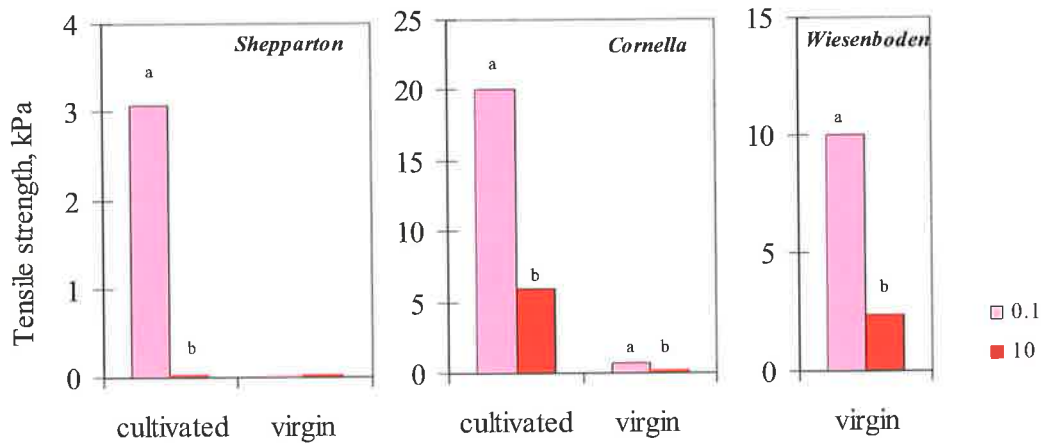 Tensile strength, kPa
4
3
2
1
0
Shepparton
a
b
cultivated virgin
25
20
15
10
5
0
Cornella
a
b
a b
cultivated virgin
15
10
5
0
Wiesenboden
a
b
virgin
0.1
10